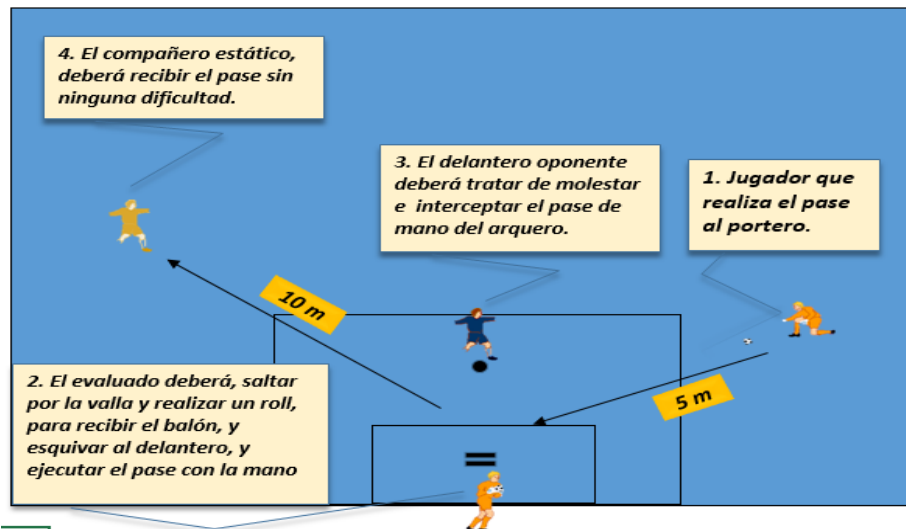 4. El compañero estático,
deberá recibir el pase sin
ninguna dificultad.
3. El delantero oponente
deberá tratar de molestar
e interceptar el pase de
mano del arquero.
1. Jugador que
realiza el pase
al portero.
10 m
5 m
2. El evaluado deberá, saltar
por la valla y realizar un roll,
para recibir el balón, y
esquivar al delantero, y
ejecutar el pase con la mano